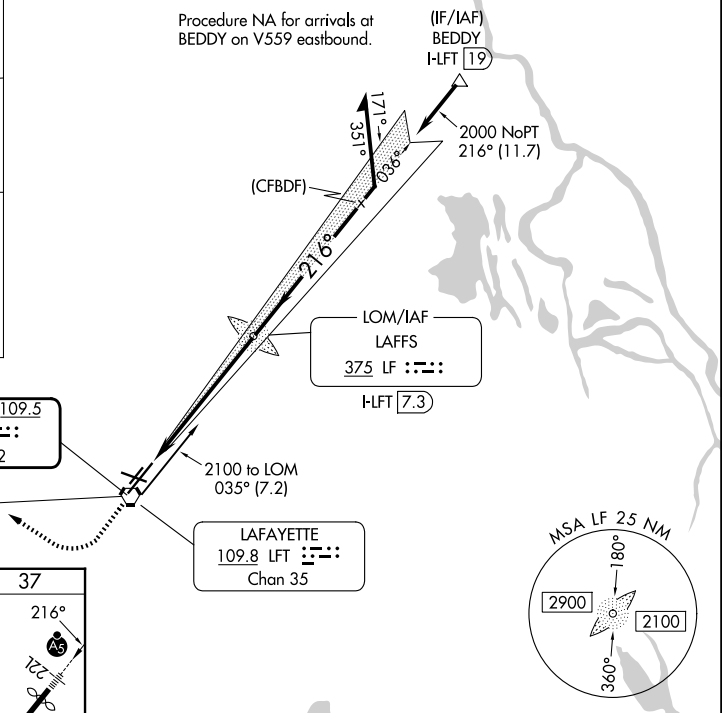 Procedure NA for arrivals at
BEDDY on V559 eastbound.
(IF/IAF)
BEDDY
I-LFT 19
2000 NoPT
216° (11.7)
171°
351°
036°
(CFBDF)
216°
LOM/IAF
LAFFS
375 LF
I-LFT 7.3
109.5
2
2100 to LOM
035° (7.2)
LAFAYETTE
109.8 LFT
Chan 35
MSA LF 25 NM
180°
2900
2100
360°
37
216°
A5
22L